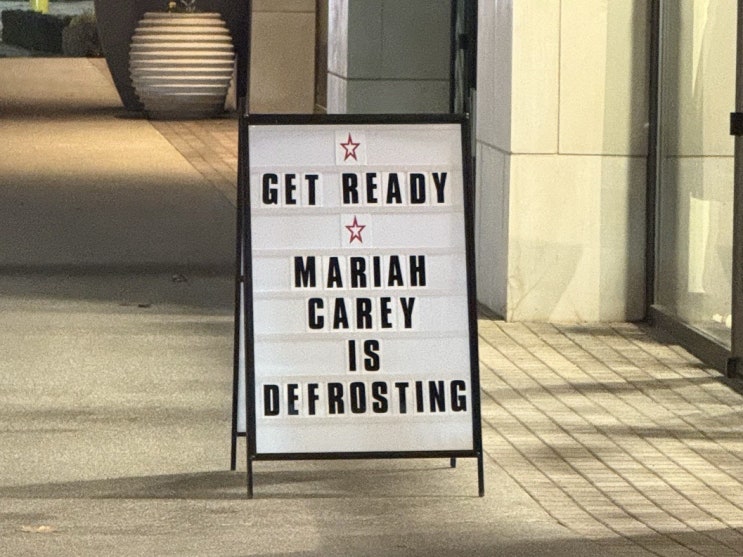 GET READY
MARIAH
CAREY
IS
DEFROSTING